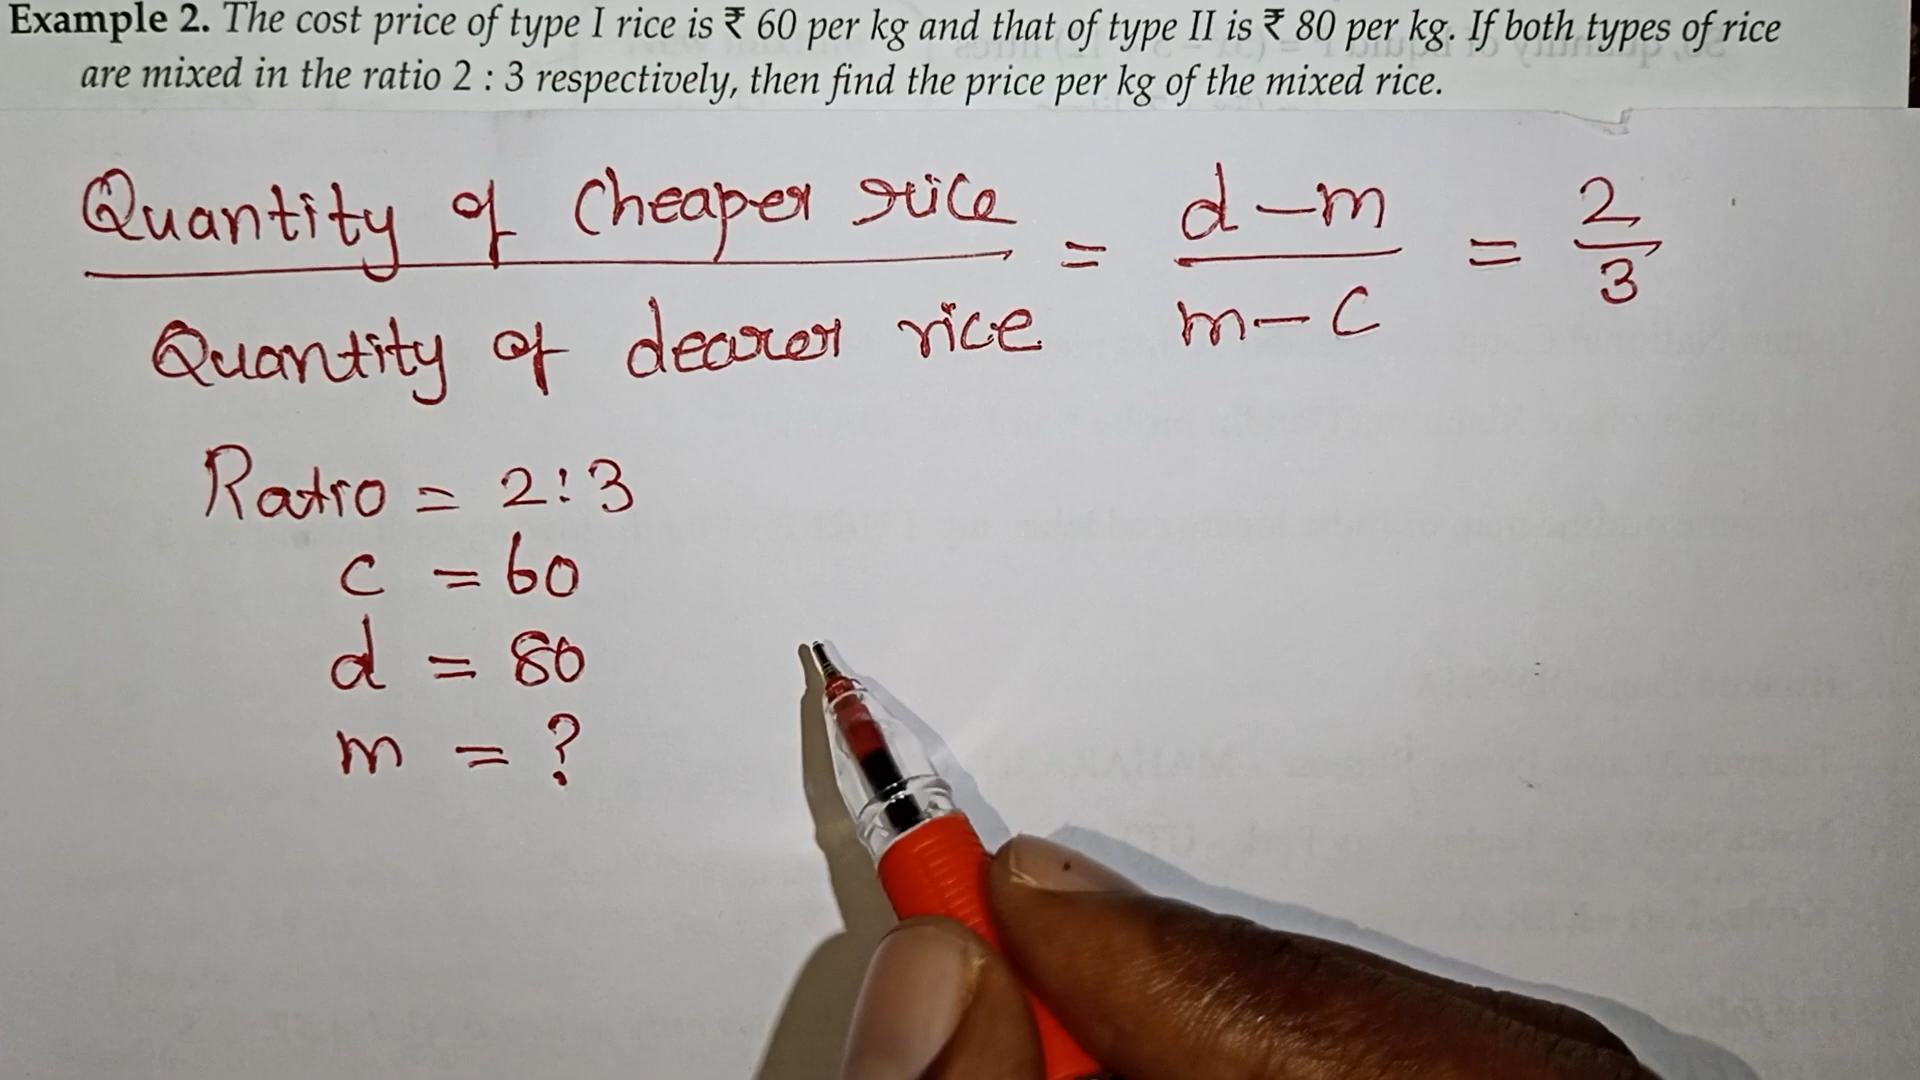 Example 2. The cost price of type I rice is ₹ 60 per kg and that of type II is ₹ 80 per kg. If both types of rice
are mixed in the ratio 2 : 3 respectively, then find the price per kg of the mixed rice.
Quantity of Cheaper rice / Quantity of dearer rice = d-m / m-c = 2 / 3
Ratio = 2:3
c = 60
d = 80
m = ?